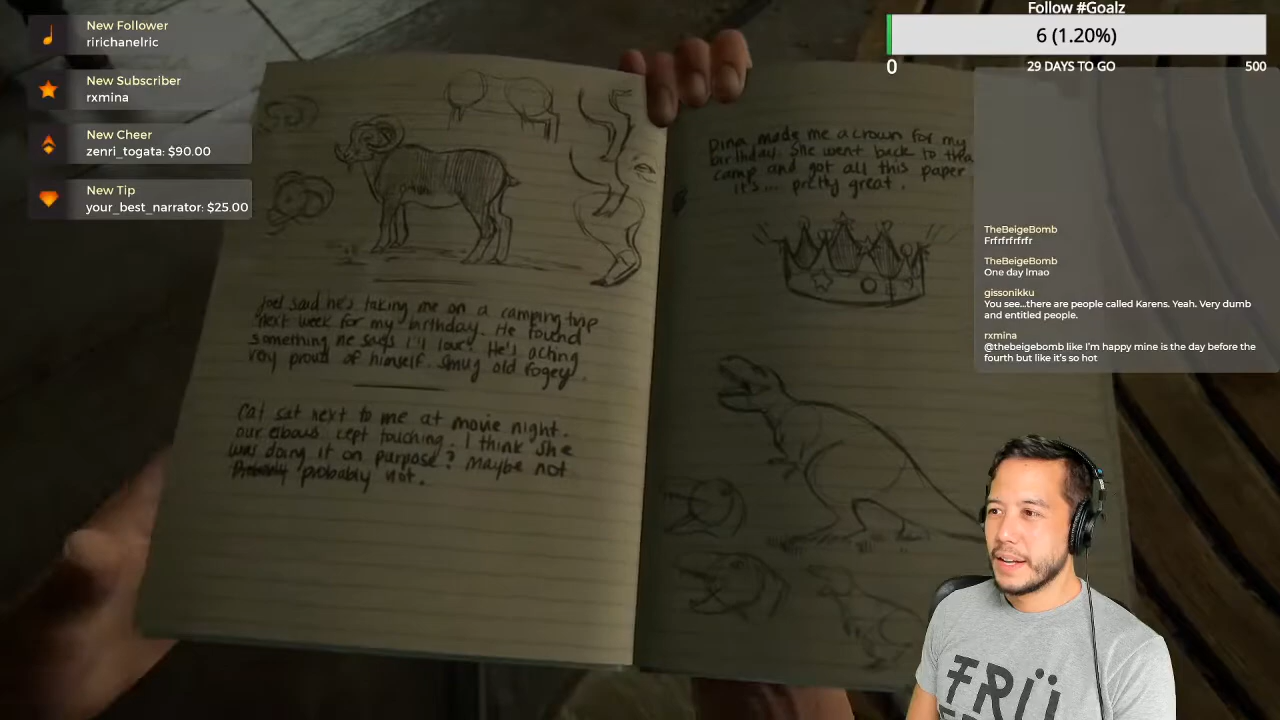 New Follower
ririchanelric
New Subscriber
rxmina
New Cheer
zenri_togata: $90.00
New Tip
your_best_narrator: $25.00
Follow #Goalz
6 (1.20%)
0
29 DAYS TO GO
500
Joel said he's taking me on a camping trip
next week for my birthday. He found
something he says I'll love. He's acting
very proud of himself. Smug old fogey.
Cat sat next to me at movie night.
our elbows kept touching. I think she
was doing it on purpose? Maybe not
probably not.
Dina made me a crown for my
birthday. She went back to
camp and got all this paper
It's... pretty great.
TheBeigeBomb
Frfrfrfrfrfr
TheBeigeBomb
One day lmao
gissonikku
You see...there are people called Karens. Yeah. Very dumb
and entitled people.
rxmina
@thebeigebomb like I'm happy mine is the day before the
fourth but like it's so hot
FRÜ